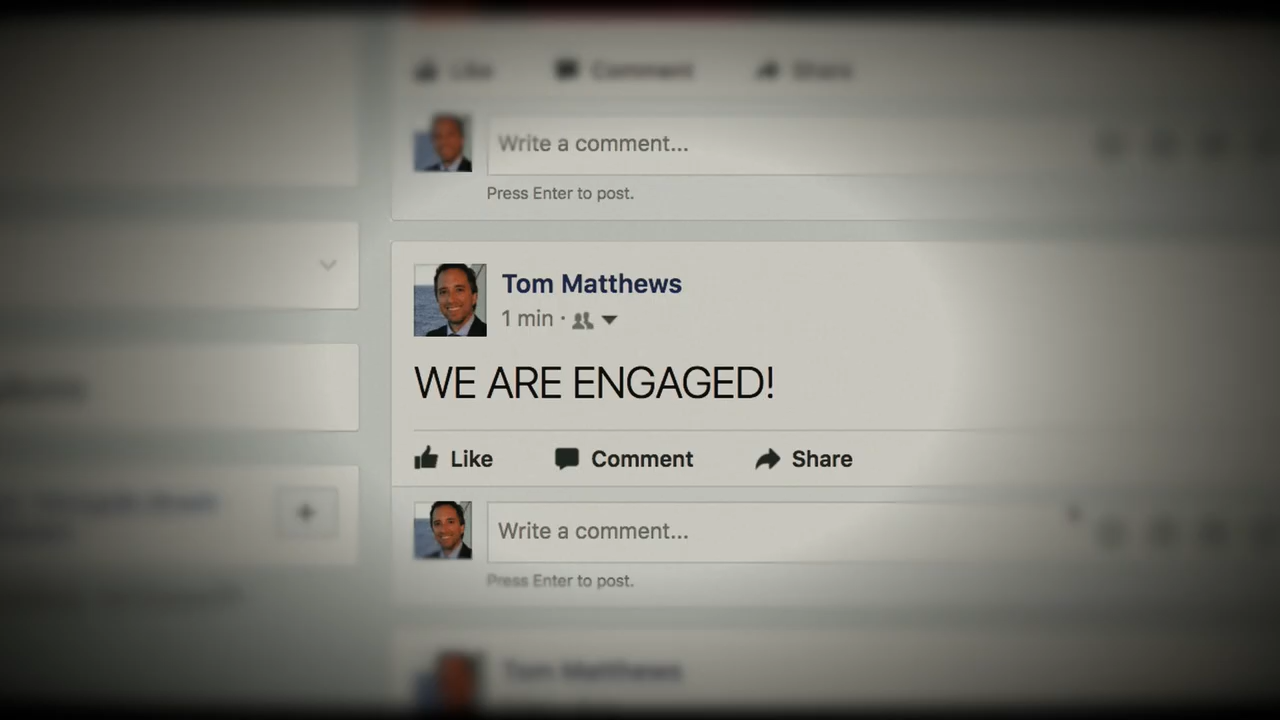 Like Comment Share
Write a comment...
Press Enter to post.
Tom Matthews
1 min ·
WE ARE ENGAGED!
Like Comment Share
Write a comment...
Press Enter to post.
Tom Matthews